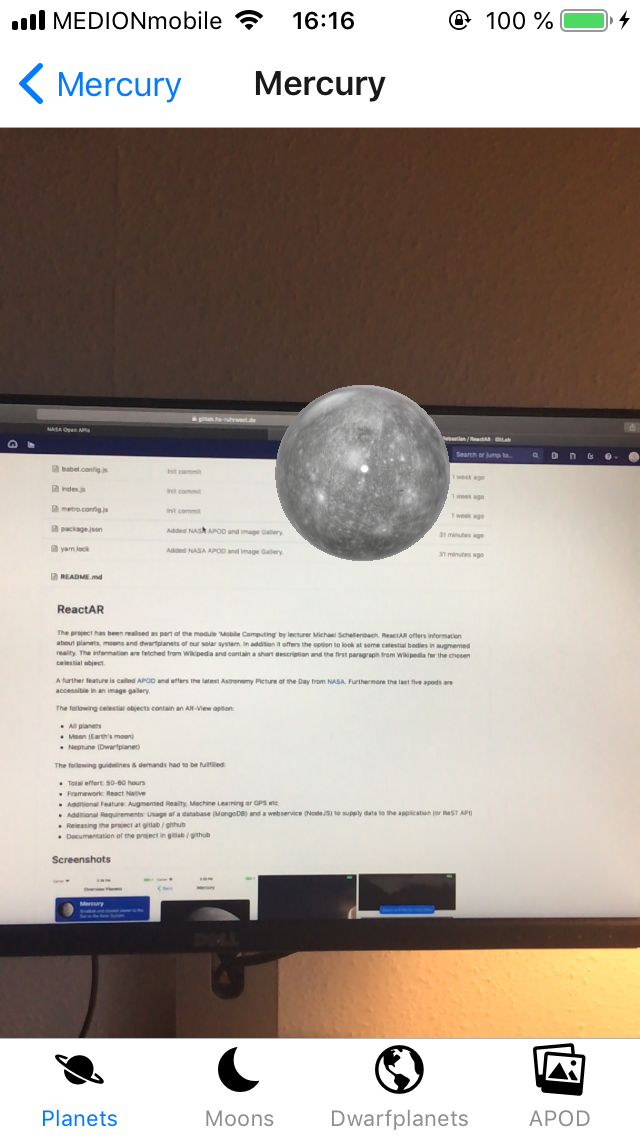 MEDIONmobile 16:16 100 %
Mercury Mercury
gitlab.hs-ruhrwest.de
NASA Open APIs
Sebastian / ReactAR · GitLab
Search or jump to...
babel.config.js Init commit 1 week ago
index.js Init commit 1 week ago
metro.config.js Init commit 1 week ago
package.json Added NASA APOD and Image Gallery. 31 minutes ago
yarn.lock Added NASA APOD and Image Gallery. 31 minutes ago
README.md
ReactAR
The project has been realised as part of the module 'Mobile Computing' by lecturer Michael Schellenbach. ReactAR offers information
about planets, moons and dwarfplanets of our solar system. In addition it offers the option to look at some celestial bodies in augmented
reality. The information are fetched from Wikipedia and contain a short description and the first paragraph from Wikipedia for the chosen
celestial object.
A further feature is called APOD and offers the latest Astronomy Picture of the Day from NASA. Furthermore the last five apods are
accessible in an image gallery.
The following celestial objects contain an AR-View option:
• All planets
• Moon (Earth's moon)
• Neptune (Dwarfplanet)
The following guidelines & demands had to be fulfilled:
• Total effort: 50-60 hours
• Framework: React Native
• Additional Feature: Augmented Reality, Machine Learning or GPS etc
• Additional Requirements: Usage of a database (MongoDB) and a webservice (NodeJS) to supply data to the application (or ReST API)
• Releasing the project at gitlab / github
• Documentation of the project in gitlab / github
Screenshots
Overview Planets Mercury
Mercury
DELL
Planets Moons Dwarfplanets APOD